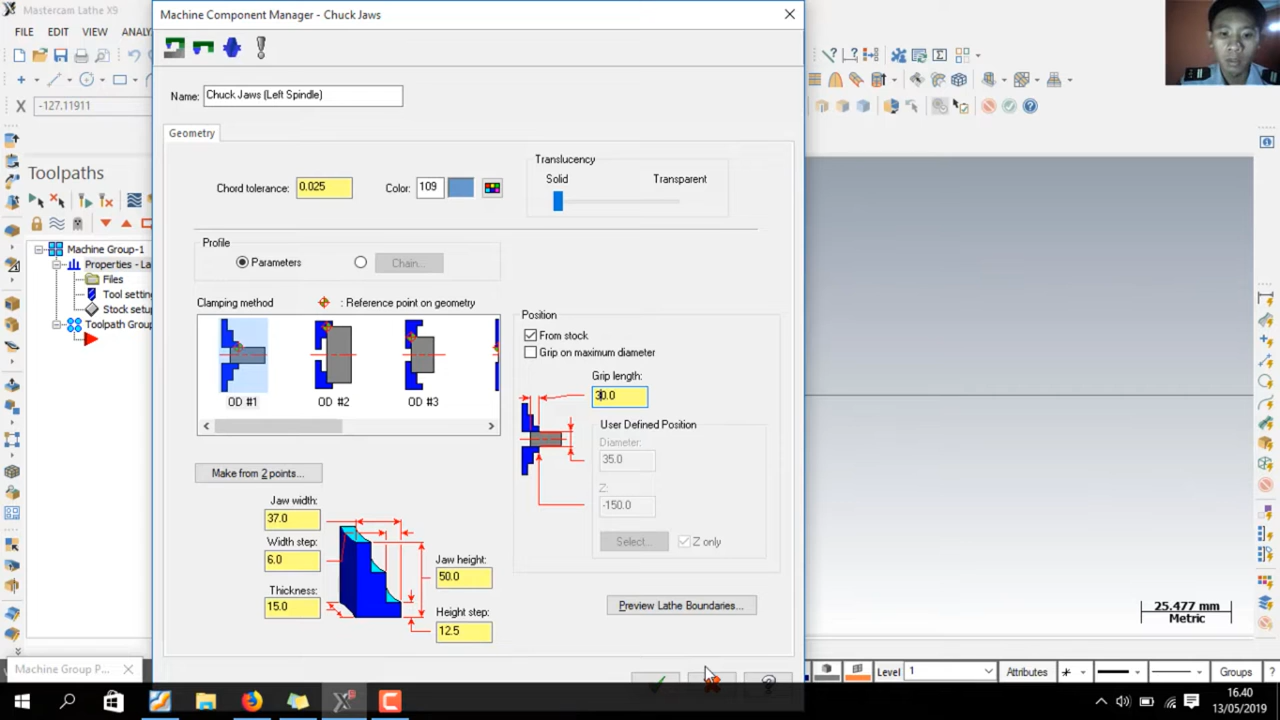 Mastercam Lathe X9
FILE EDIT VIEW ANALY
-127.11911
Toolpaths
Machine Group-1
Properties - La
Files
Tool setting
Stock setu
Toolpath Group
Machine Group P...
Machine Component Manager - Chuck Jaws
Name: Chuck Jaws (Left Spindle)
Geometry
Chord tolerance: 0.025 Color: 109
Translucency
Solid Transparent
Profile
Parameters Chain...
Clamping method : Reference point on geometry
OD #1 OD #2 OD #3
Make from 2 points...
Jaw width:
37.0
Width step:
6.0
Thickness:
15.0
Jaw height:
50.0
Height step:
12.5
Position
From stock
Grip on maximum diameter
Grip length:
30.0
User Defined Position
Diameter:
35.0
Z:
-150.0
Select... Z only
Preview Lathe Boundaries...
25.477 mm
Metric
Level 1 Attributes Groups
16.40
13/05/2019